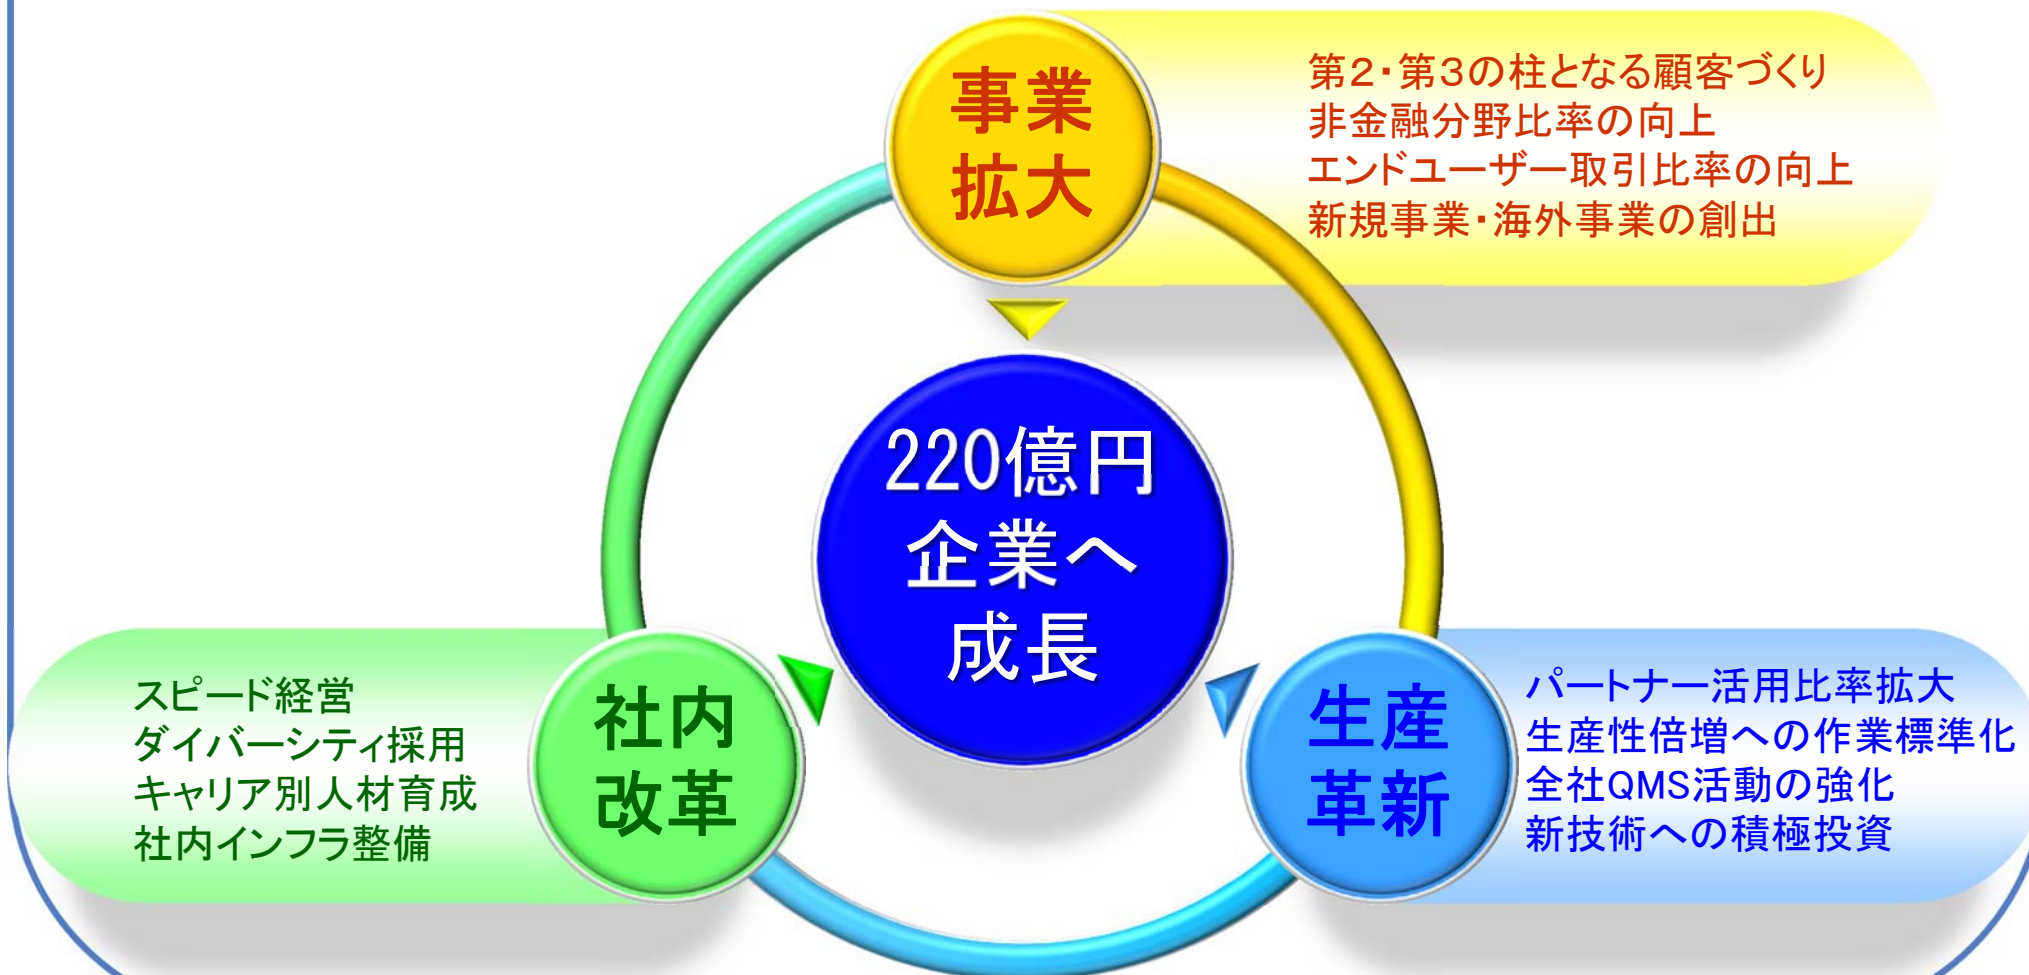 事業
拡大
第2・第3の柱となる顧客づくり
非金融分野比率の向上
エンドユーザー取引比率の向上
新規事業・海外事業の創出
220億円
企業へ
成長
社内
改革
スピード経営
ダイバーシティ採用
キャリア別人材育成
社内インフラ整備
生産
革新
パートナー活用比率拡大
生産性倍増への作業標準化
全社QMS活動の強化
新技術への積極投資